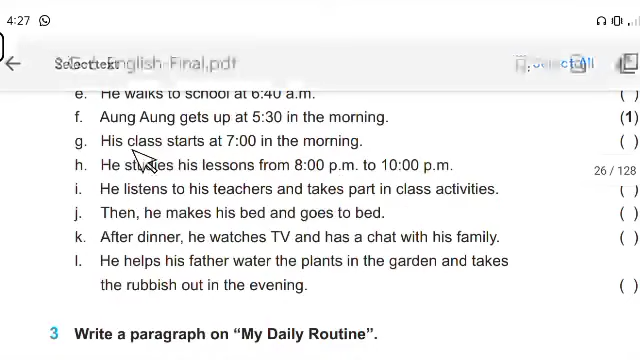 4:27
Select text
English-Final.pdf
Select All
e. He walks to school at 6:40 a.m. ( )
f. Aung Aung gets up at 5:30 in the morning. (1)
g. His class starts at 7:00 in the morning. ( )
h. He studies his lessons from 8:00 p.m. to 10:00 p.m.
26 / 128
i. He listens to his teachers and takes part in class activities. ( )
j. Then, he makes his bed and goes to bed. ( )
k. After dinner, he watches TV and has a chat with his family. ( )
l. He helps his father water the plants in the garden and takes
the rubbish out in the evening. ( )
3 Write a paragraph on “My Daily Routine”.